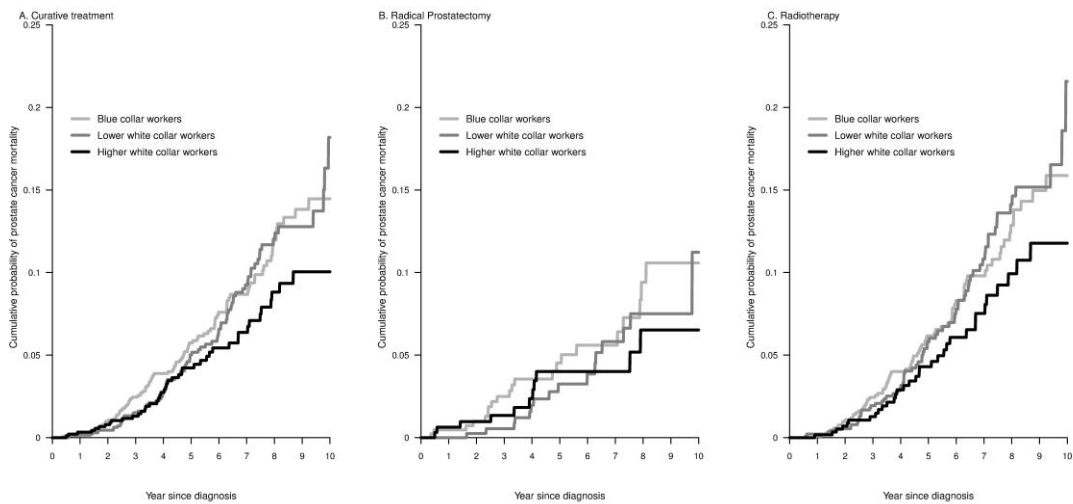 A. Curative treatment
0.25
0.2
0.15
0.1
0.05
0
Cumulative probability of prostate cancer mortality
Blue collar workers
Lower white collar workers
Higher white collar workers
0 1 2 3 4 5 6 7 8 9 10
Year since diagnosis
B. Radical Prostatectomy
0.25
0.2
0.15
0.1
0.05
0
Cumulative probability of prostate cancer mortality
Blue collar workers
Lower white collar workers
Higher white collar workers
0 1 2 3 4 5 6 7 8 9 10
Year since diagnosis
C. Radiotherapy
0.25
0.2
0.15
0.1
0.05
0
Cumulative probability of prostate cancer mortality
Blue collar workers
Lower white collar workers
Higher white collar workers
0 1 2 3 4 5 6 7 8 9 10
Year since diagnosis